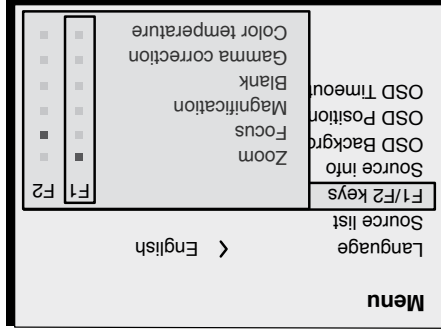 Menu
Language English
Source list
F1/F2 keys
Source info
OSD Backgro
OSD Position
OSD Timeout
F1 F2
Zoom
Focus
Magnification
Blank
Gamma correction
Color temperature